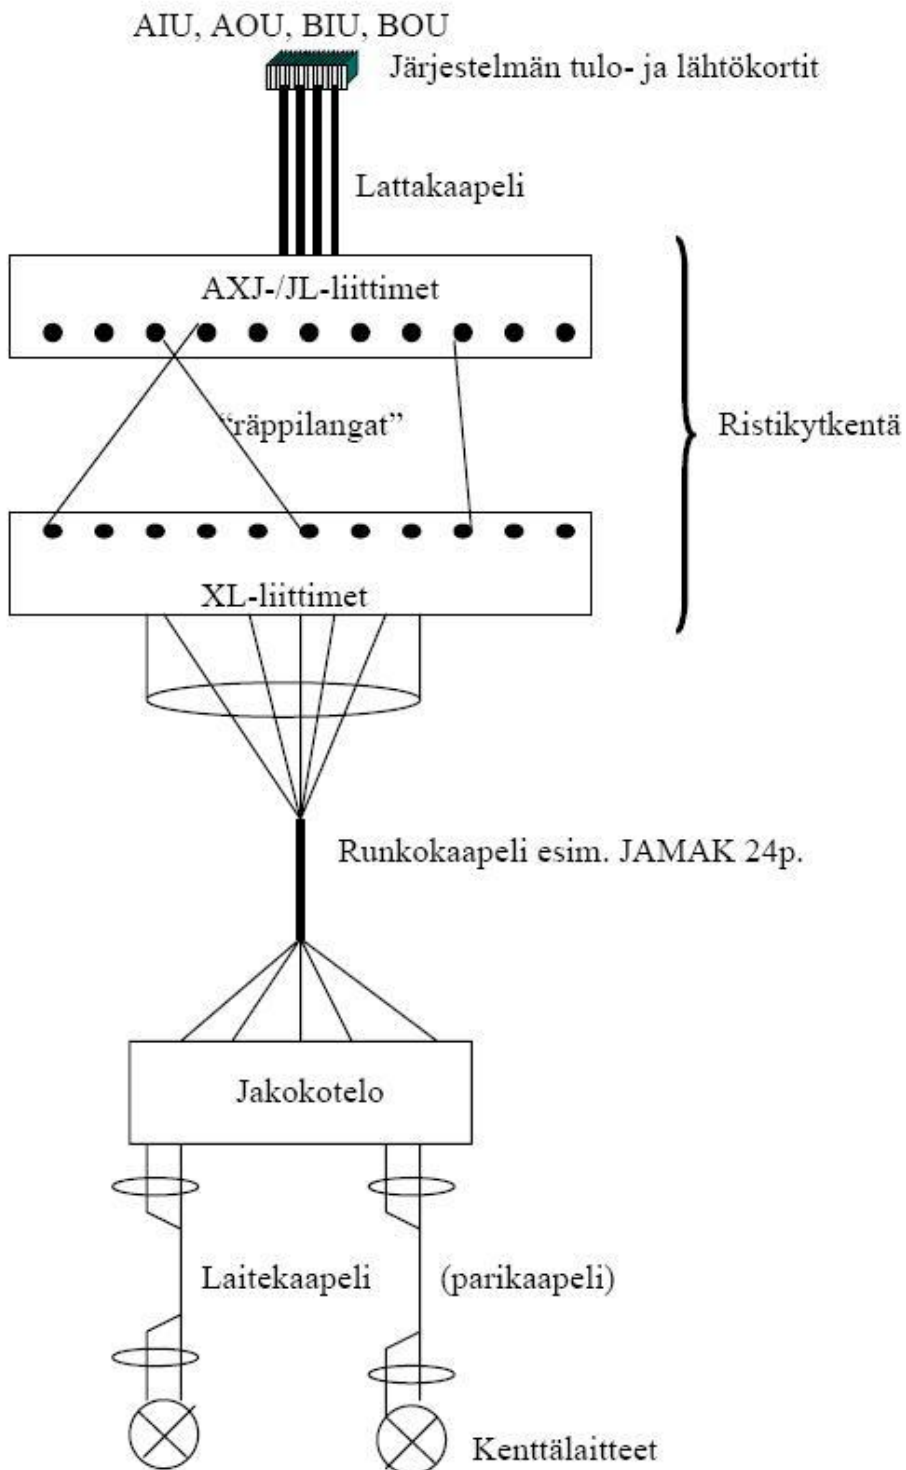 AIU, AOU, BIU, BOU
Järjestelmän tulo- ja lähtökortit
Lattakaapeli
AXJ-/JL-liittimet
“räppilangat”
Ristikytkentä
XL-liittimet
Runkokaapeli esim. JAMAK 24p.
Jakokotelo
Laitekaapeli (parikaapeli)
Kenttälaitteet